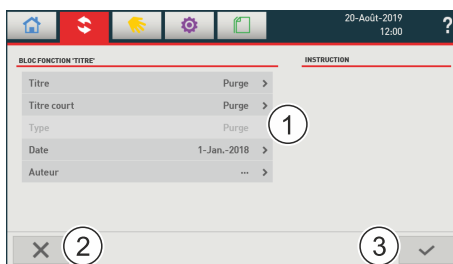 20-Août-2019
12:00
?
BLOC FONCTION 'TITRE'
INSTRUCTION
Titre Purge >
Titre court Purge >
Type Purge
Date 1-Jan.-2018 >
Auteur ... >
1
2
3